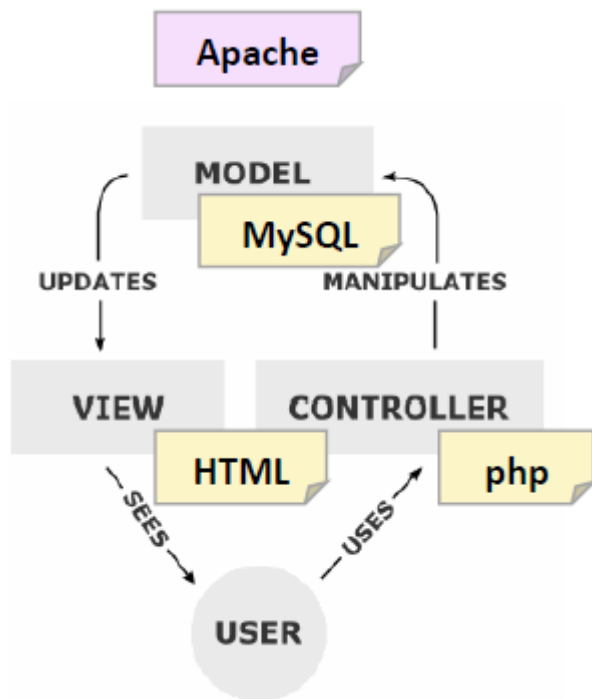 Apache
MODEL
MySQL
UPDATES
MANIPULATES
VIEW
CONTROLLER
HTML
php
SEES
USES
USER